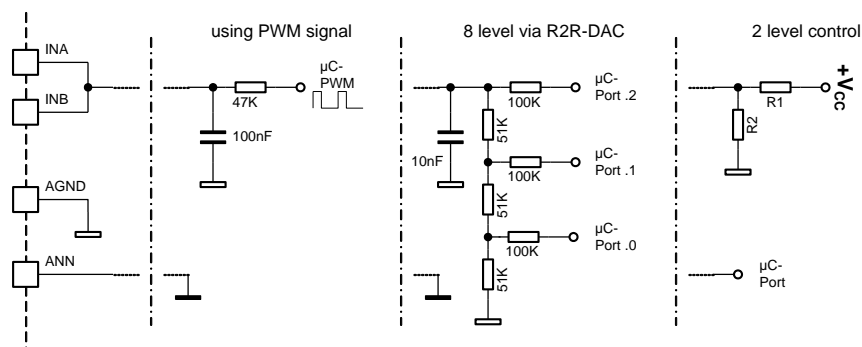 using PWM signal
8 level via R2R-DAC
2 level control
INA
INB
AGND
ANN
µC-
PWM
47K
100nF
µC-
Port .2
100K
51K
10nF
µC-
Port .1
100K
51K
µC-
Port .0
100K
51K
+VCC
R1
R2
µC-
Port